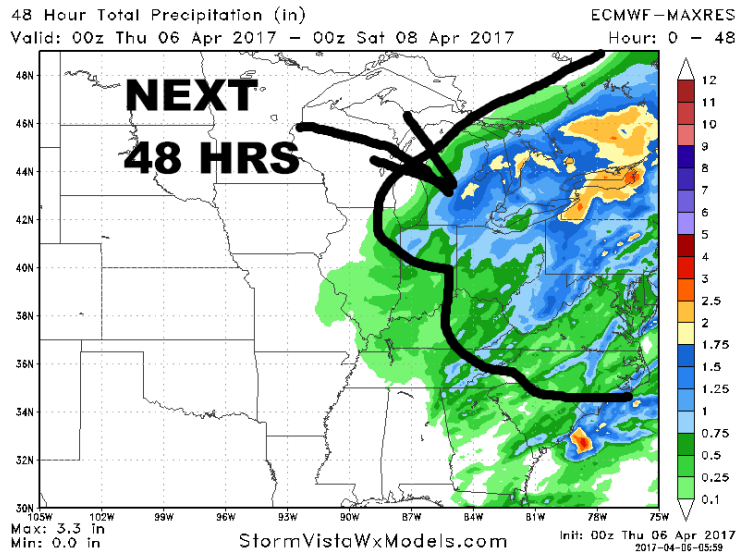 48 Hour Total Precipitation (in)
ECMWF-MAXRES
Valid: 00z Thu 06 Apr 2017 - 00z Sat 08 Apr 2017
Hour: 0 - 48
NEXT
48 HRS
48N
46N
44N
42N
40N
38N
36N
34N
32N
30N
105W 102W 99W 96W 93W 90W 87W 84W 81W 78W 75W
12
11
10
9
8
7
6
5
4
3
2.5
2
1.75
1.5
1.25
1
0.75
0.5
0.25
0.1
Max: 3.3 in
Min: 0.0 in
StormVistaWxModels.com
Init: 00z Thu 06 Apr 2017
2017-04-06-05:59